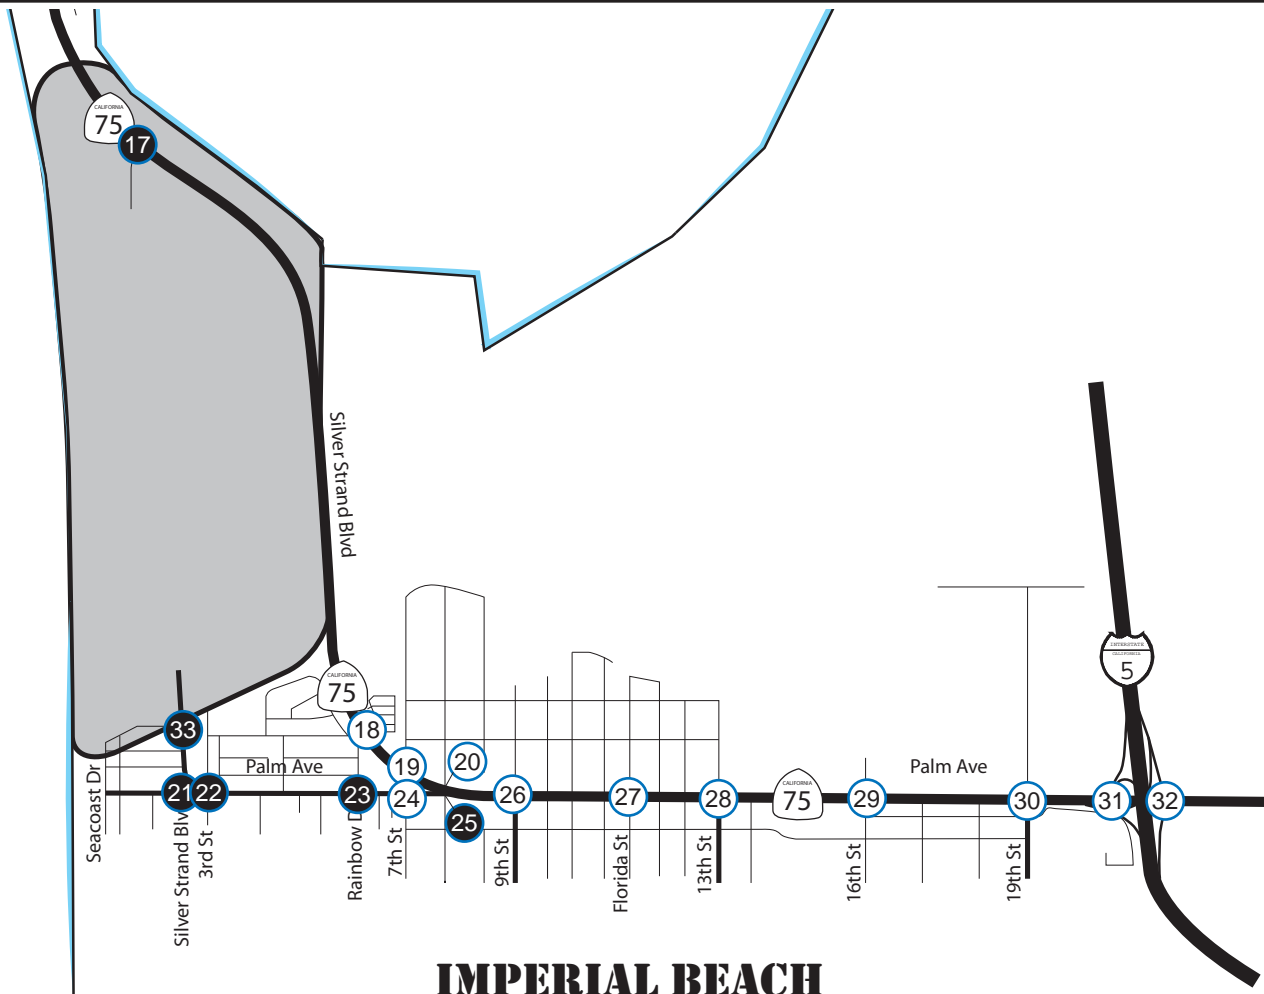 CALIFORNIA
75
17
Silver Strand Blvd
INTERSTATE
CALIFORNIA
5
CALIFORNIA
75
33
18
19
20
Palm Ave
Palm Ave
CALIFORNIA
75
21
22
23
24
25
26
27
28
29
30
31
32
Seacoast Dr
Silver Strand Blv
3rd St
Rainbow D
7th St
9th St
Florida St
13th St
16th St
19th St
IMPERIAL BEACH